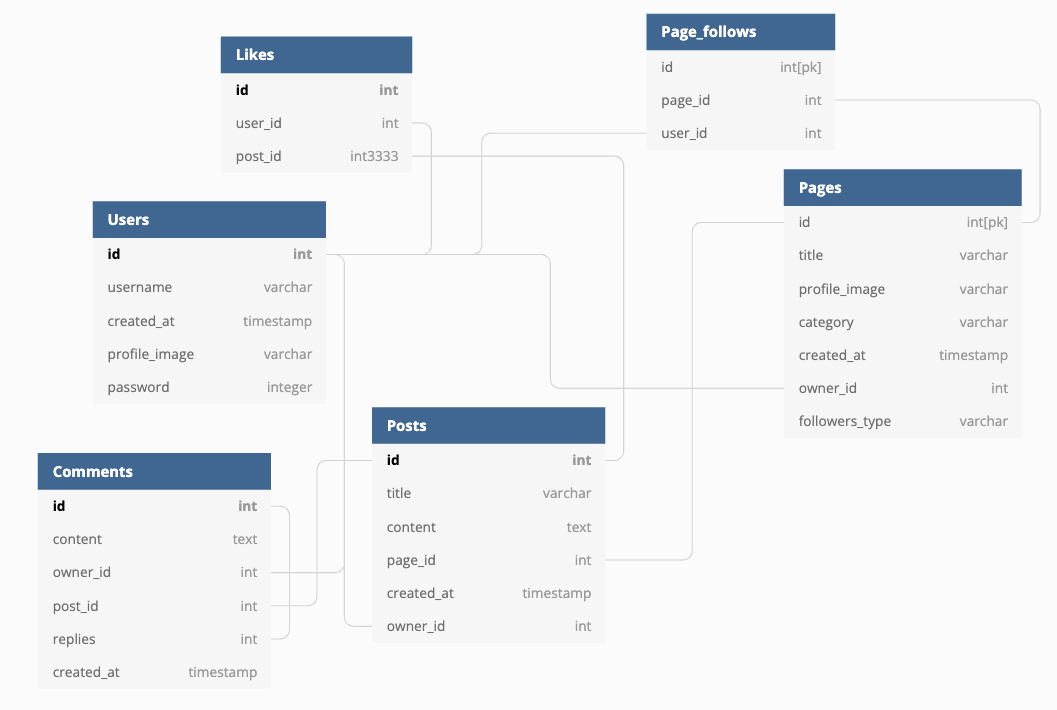 Likes
id int
user_id int
post_id int3333
Page_follows
id int[pk]
page_id int
user_id int
Users
id int
username varchar
created_at timestamp
profile_image varchar
password integer
Pages
id int[pk]
title varchar
profile_image varchar
category varchar
created_at timestamp
owner_id int
followers_type varchar
Comments
id int
content text
owner_id int
post_id int
replies int
created_at timestamp
Posts
id int
title varchar
content text
page_id int
created_at timestamp
owner_id int